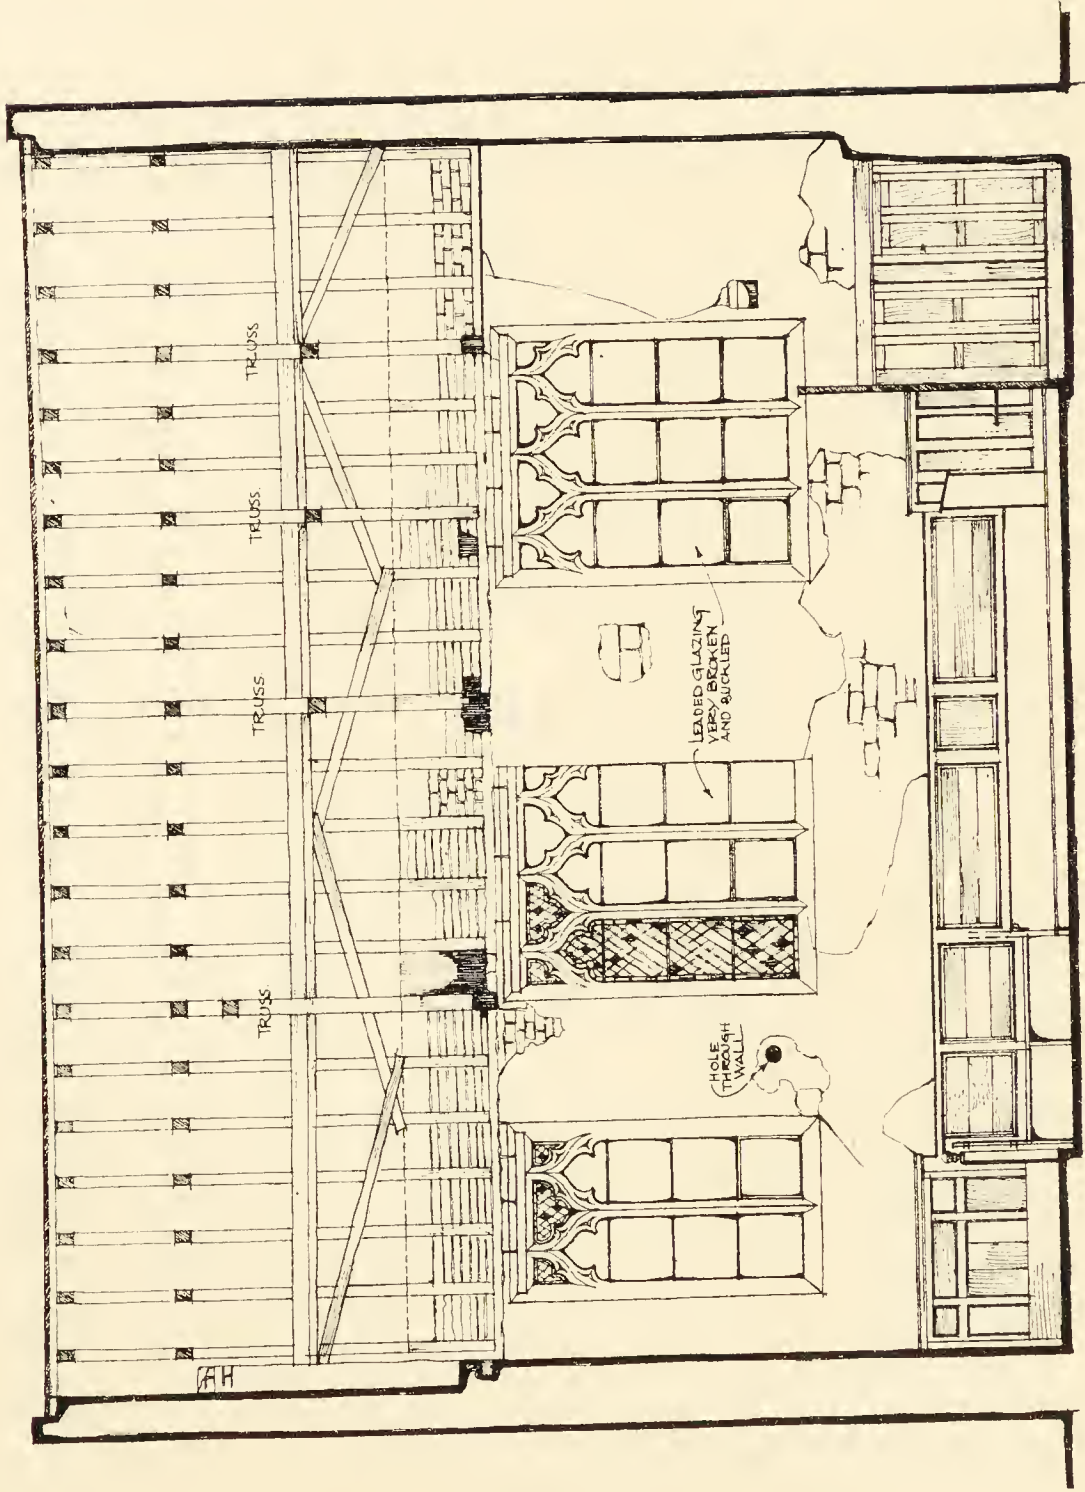 AH
TRUSS.
TRUSS.
TRUSS.
TRUSS
HOLE
THROUGH
WALL
LEADED GLAZING
VERY BROKEN
AND BUCKLED